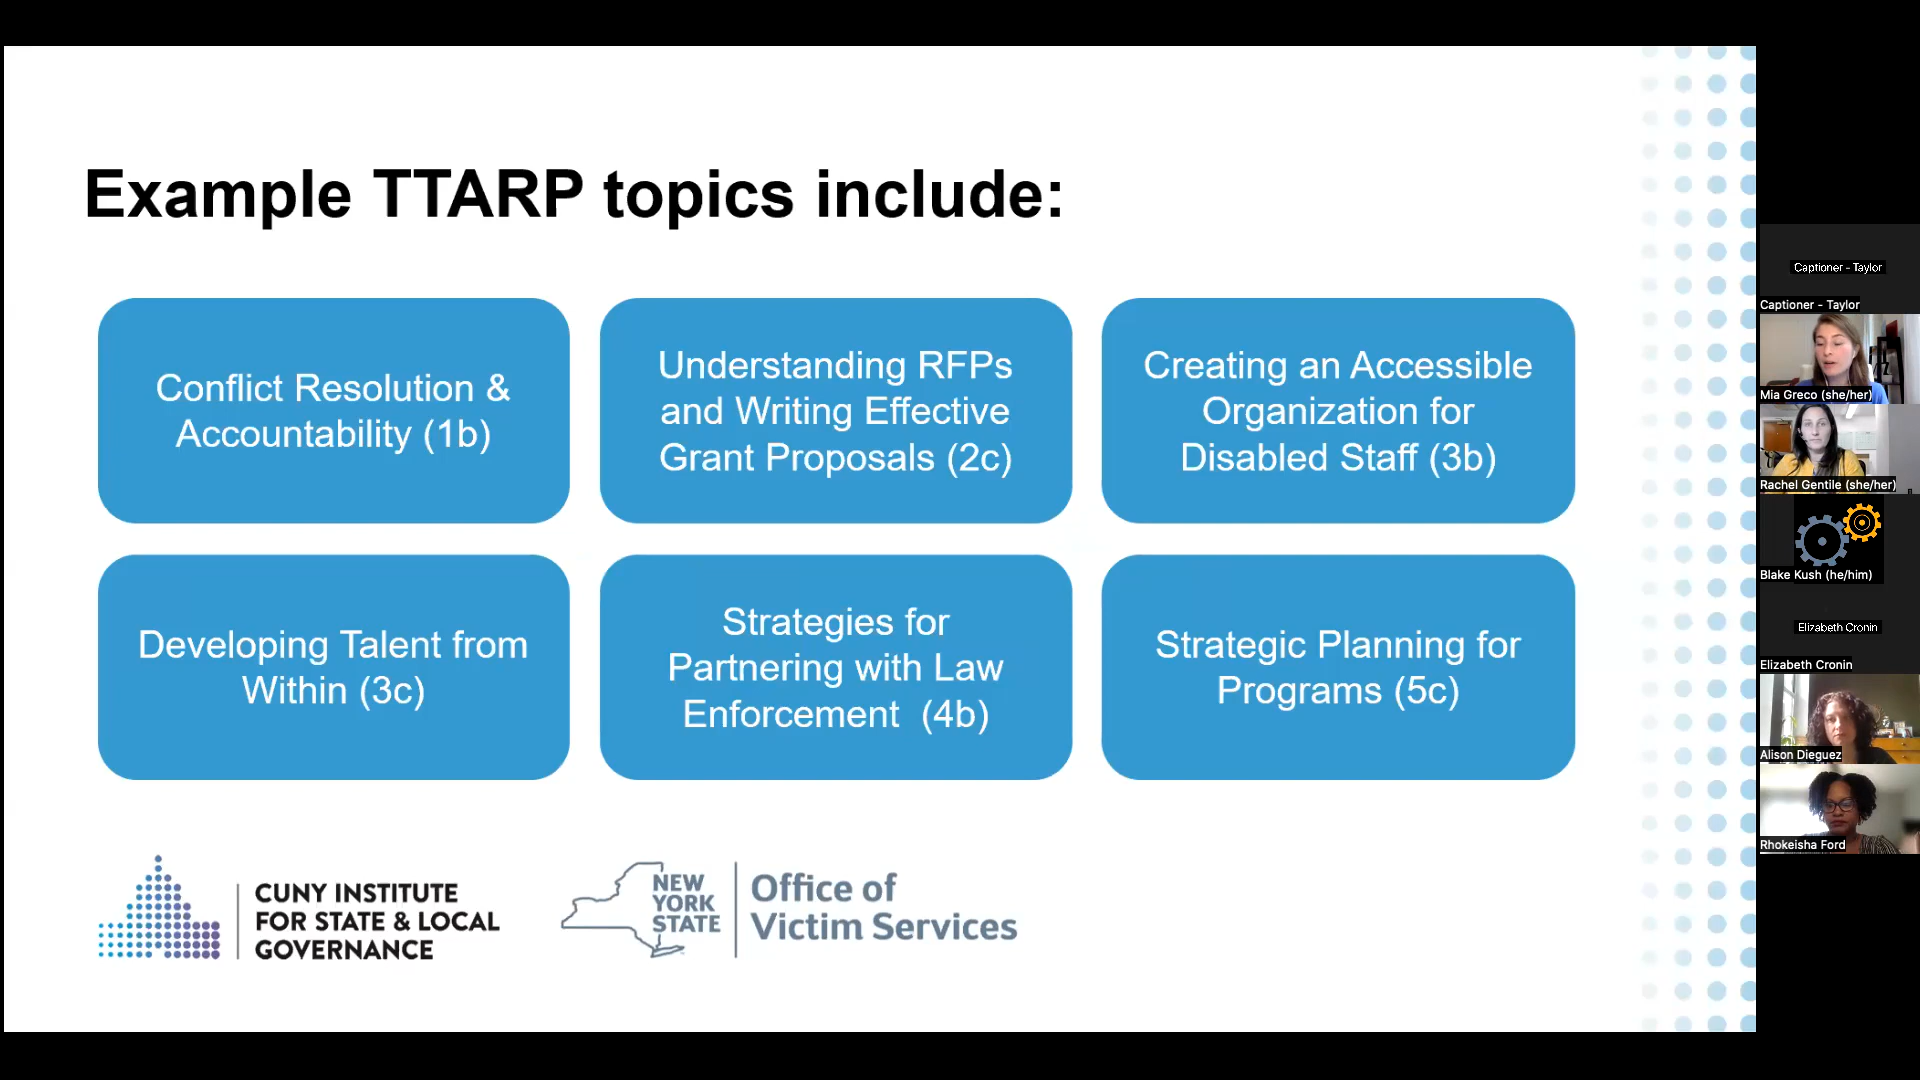 Example TTARP topics include:
Conflict Resolution &
Accountability (1b)
Understanding RFPs
and Writing Effective
Grant Proposals (2c)
Creating an Accessible
Organization for
Disabled Staff (3b)
Developing Talent from
Within (3c)
Strategies for
Partnering with Law
Enforcement (4b)
Strategic Planning for
Programs (5c)
CUNY INSTITUTE
FOR STATE & LOCAL
GOVERNANCE
NEW
YORK
STATE
Office of
Victim Services
Captioner - Taylor
Captioner - Taylor
Mia Greco (she/her)
Rachel Gentile (she/her)
Blake Kush (he/him)
Elizabeth Cronin
Elizabeth Cronin
Alison Dieguez
Rhokeisha Ford